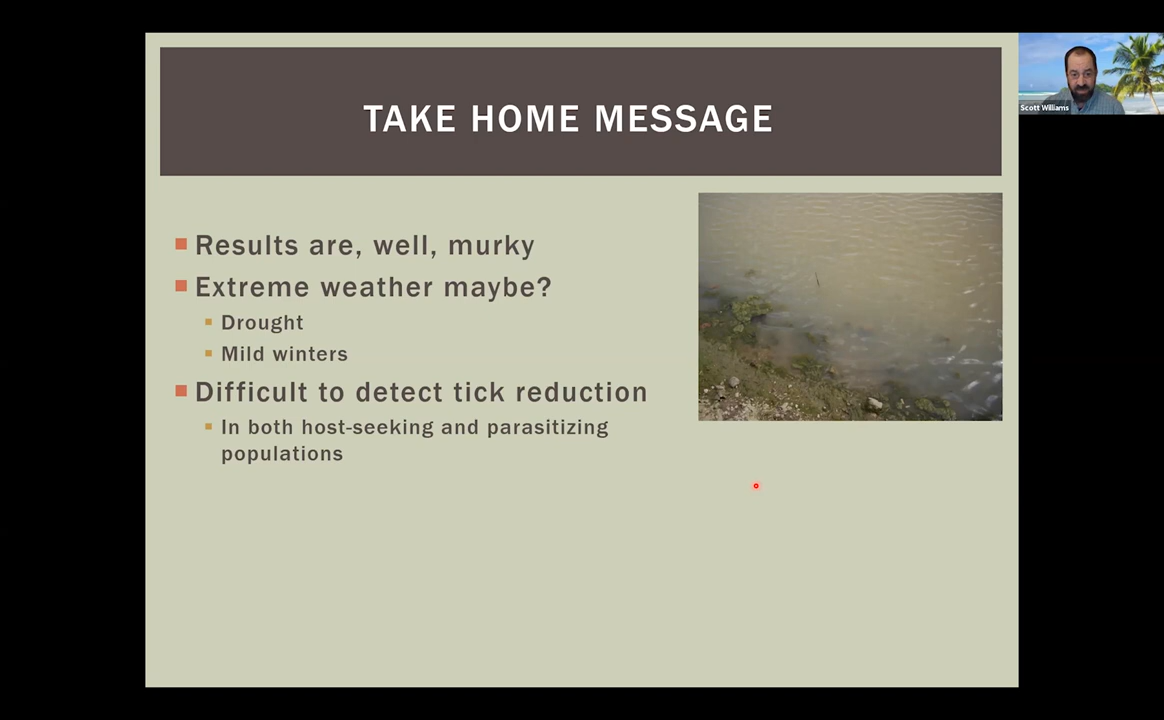 TAKE HOME MESSAGE
Results are, well, murky
Extreme weather maybe?
Drought
Mild winters
Difficult to detect tick reduction
In both host-seeking and parasitizing
populations
Scott Williams